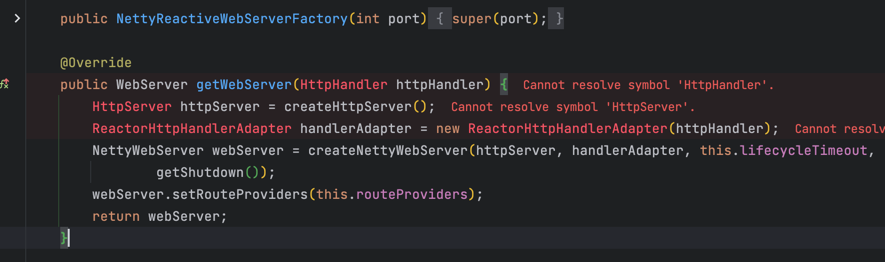 public NettyReactiveWebServerFactory(int port) { super(port); }
@Override
public WebServer getWebServer(HttpHandler httpHandler) { Cannot resolve symbol 'HttpHandler'.
HttpServer httpServer = createHttpServer(); Cannot resolve symbol 'HttpServer'.
ReactorHttpHandlerAdapter handlerAdapter = new ReactorHttpHandlerAdapter(httpHandler); Cannot resolv
NettyWebServer webServer = createNettyWebServer(httpServer, handlerAdapter, this.lifecycleTimeout,
getShutdown());
webServer.setRouteProviders(this.routeProviders);
return webServer;
}